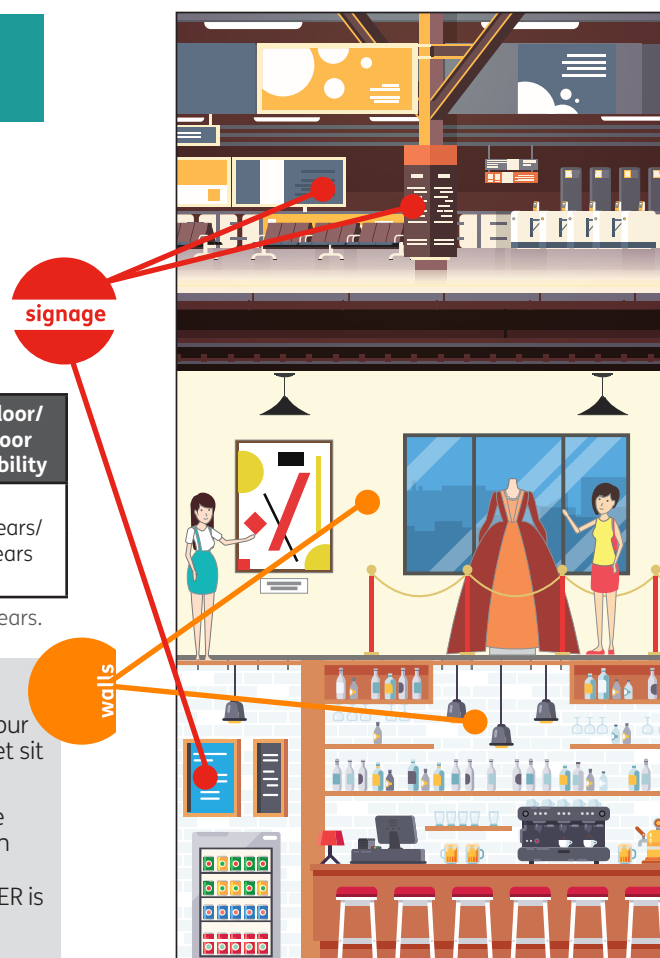 signage
loor/
oor
bility
ears/
ears
ears.
walls
our
et sit
e
n
ER is